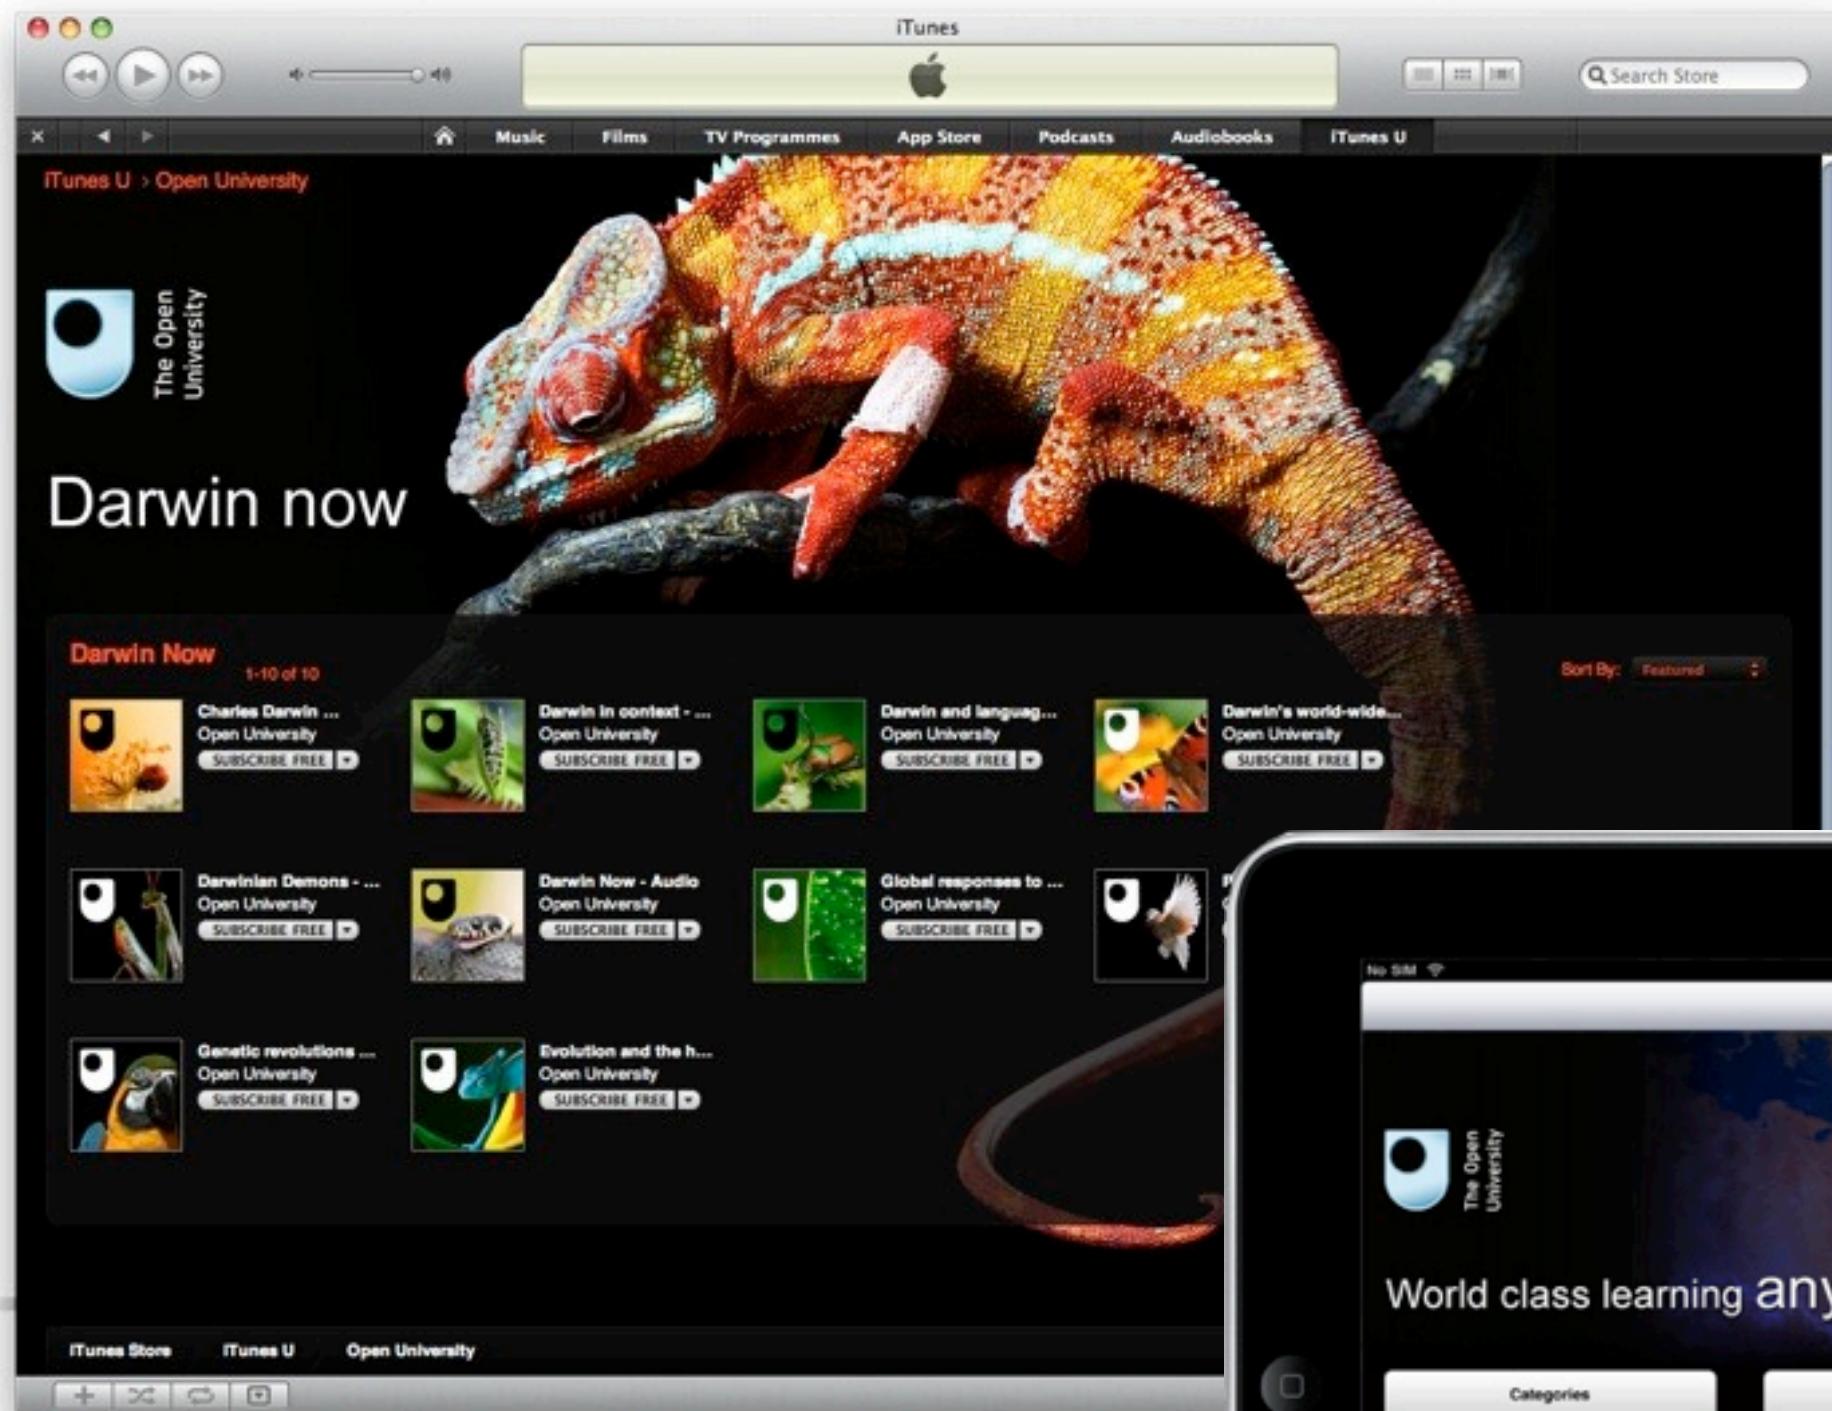 iTunes
Search Store
Music
Films
TV Programmes
App Store
Podcasts
Audiobooks
iTunes U
iTunes U > Open University
The Open
University
Darwin now
Darwin Now
1-10 of 10
Sort By: Featured
Charles Darwin ...
Open University
SUBSCRIBE FREE
Darwin in context - ...
Open University
SUBSCRIBE FREE
Darwin and languag...
Open University
SUBSCRIBE FREE
Darwin's world-wide...
Open University
SUBSCRIBE FREE
Darwinian Demons - ...
Open University
SUBSCRIBE FREE
Darwin Now - Audio
Open University
SUBSCRIBE FREE
Global responses to ...
Open University
SUBSCRIBE FREE
Genetic revolutions ...
Open University
SUBSCRIBE FREE
Evolution and the h...
Open University
SUBSCRIBE FREE
iTunes Store
iTunes U
Open University
No SIM
The Open
University
World class learning any
Categories